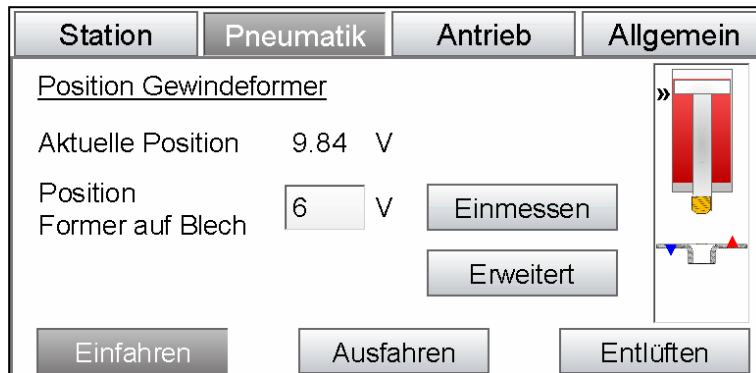 Station Pneumatik Antrieb Allgemein
Position Gewindeformer
Aktuelle Position 9.84 V
Position
Former auf Blech 6 V Einmessen
Erweitert
Einfahren Ausfahren Entlüften